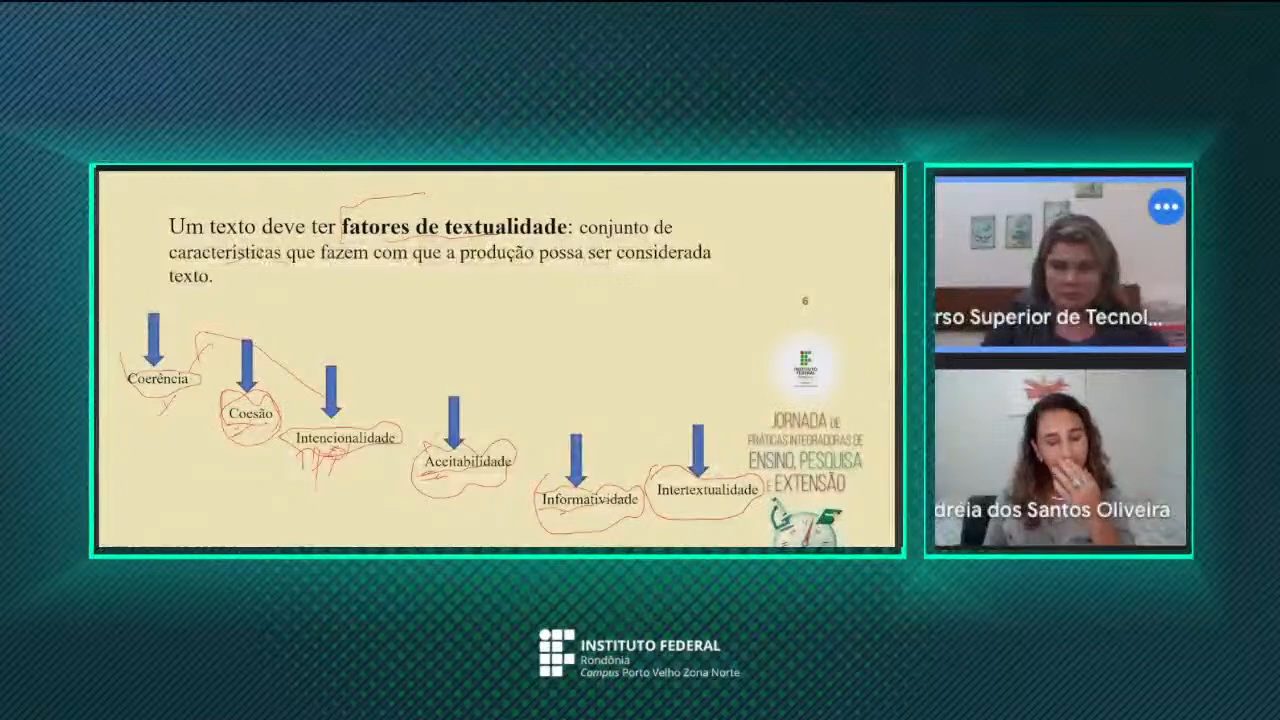 Um texto deve ter fatores de textualidade: conjunto de
características que fazem com que a produção possa ser considerada
texto.
6
Coerência
Coesão
Intencionalidade
Aceitabilidade
Informatividade
Intertextualidade
INSTITUTO FEDERAL
JORNADA DE
PRÁTICAS INTEGRADORAS DE
ENSINO, PESQUISA
E EXTENSÃO
rso Superior de Tecnol...
dréia dos Santos Oliveira
INSTITUTO FEDERAL
Rondônia
Campus Porto Velho Zona Norte